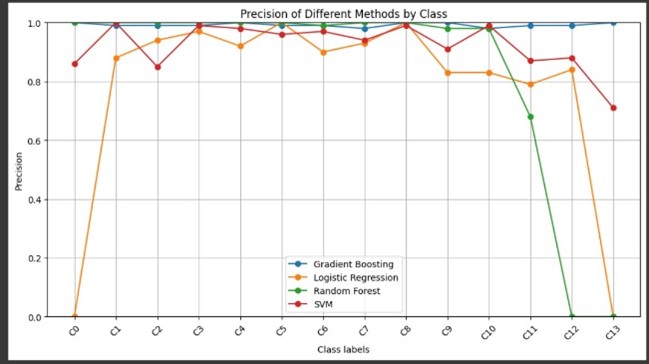 Precision of Different Methods by Class
1.0
0.8
0.6
0.4
0.2
0.0
Precision
Gradient Boosting
Logistic Regression
Random Forest
SVM
C0 C1 C2 C3 C4 C5 C6 C7 C8 C9 C10 C11 C12 C13
Class labels